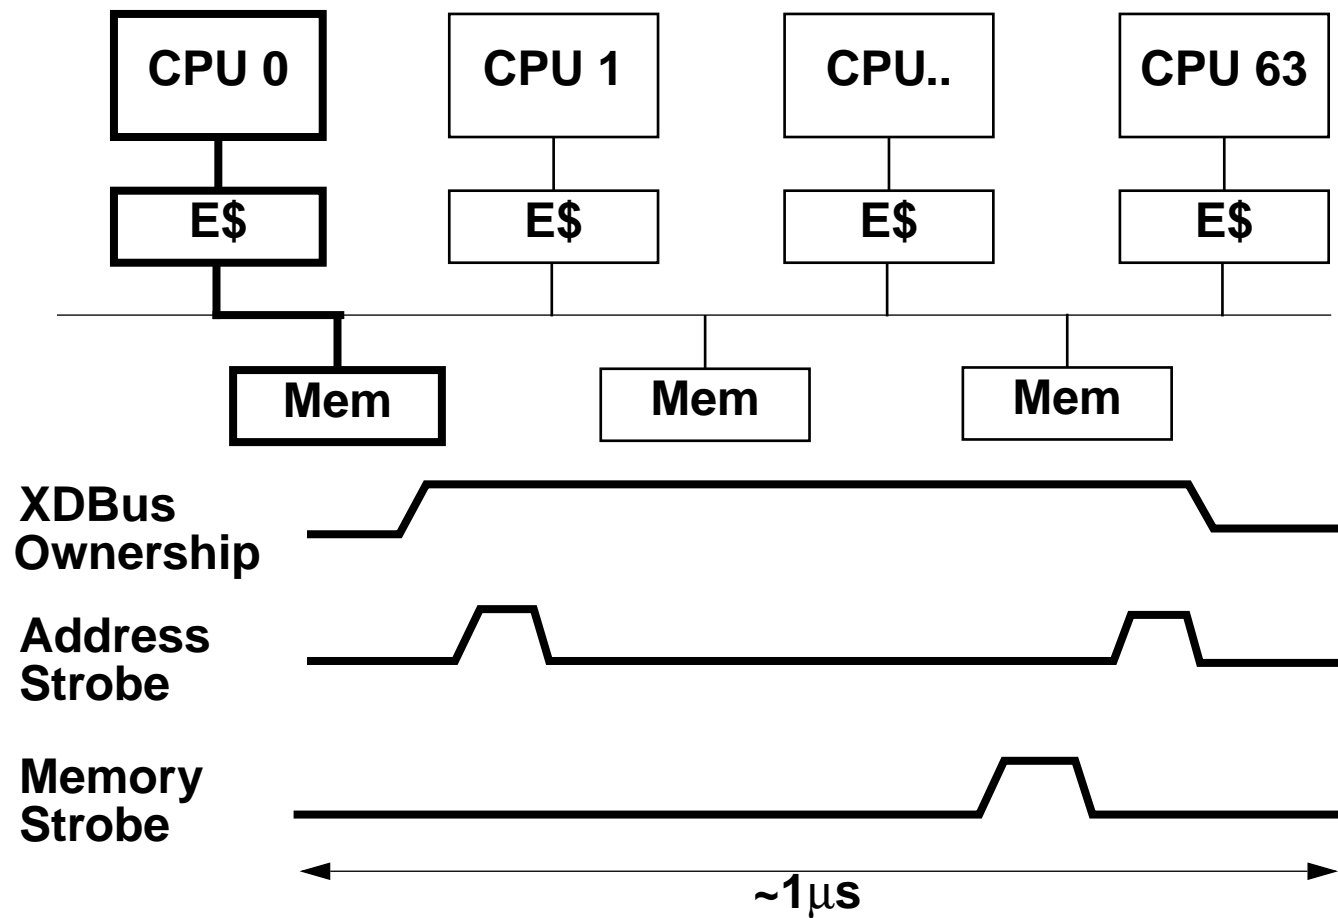 CPU 0
CPU 1
CPU..
CPU 63
E$
E$
E$
E$
Mem
Mem
Mem
XDBus
Ownership
Address
Strobe
Memory
Strobe
~1μs